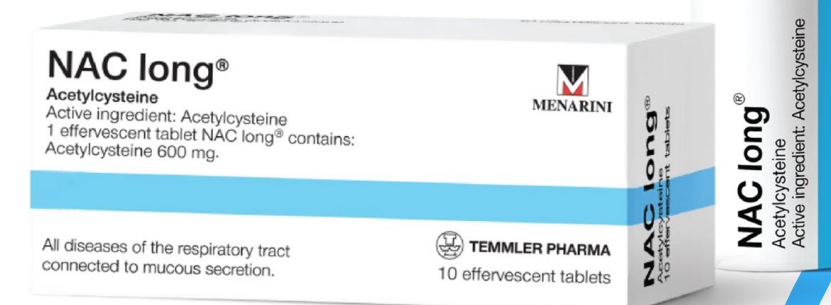 NAC long®
Acetylcysteine
Active ingredient: Acetylcysteine
1 effervescent tablet NAC long® contains:
Acetylcysteine 600 mg.
MENARINI
All diseases of the respiratory tract
connected to mucous secretion.
TEMMLER PHARMA
10 effervescent tablets
NAC long®
Acetylcysteine
10 effervescent tablets
NAC long®
Acetylcysteine
Active ingredient: Acetylcysteine